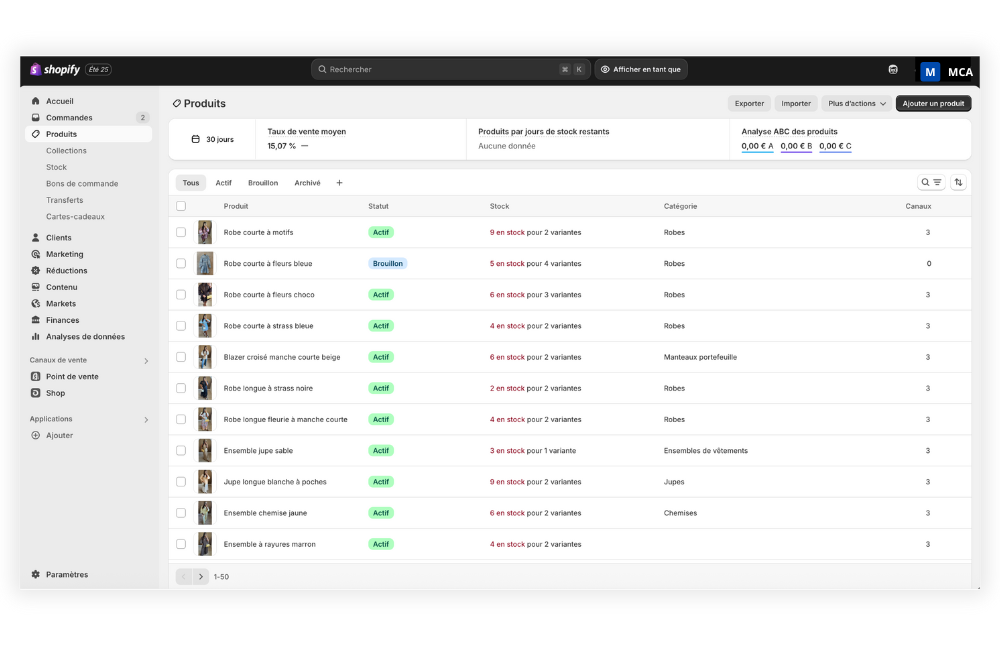 shopify Été 25 Rechercher ⌘ K Afficher en tant que M MCA
Accueil
Commandes 2
Produits
Collections
Stock
Bons de commande
Transferts
Cartes-cadeaux
Clients
Marketing
Réductions
Contenu
Markets
Finances
Analyses de données
Canaux de vente
Point de vente
Shop
Applications
Ajouter
Paramètres
Produits Exporter Importer Plus d'actions Ajouter un produit
30 jours
Taux de vente moyen
15,07 % —
Produits par jours de stock restants
Aucune donnée
Analyse ABC des produits
0,00 € A 0,00 € B 0,00 € C
Tous Actif Brouillon Archivé +
Produit Statut Stock Catégorie Canaux
Robe courte à motifs Actif 9 en stock pour 2 variantes Robes 3
Robe courte à fleurs bleue Brouillon 5 en stock pour 4 variantes Robes 0
Robe courte à fleurs choco Actif 6 en stock pour 3 variantes Robes 3
Robe courte à strass bleue Actif 4 en stock pour 2 variantes Robes 3
Blazer croisé manche courte beige Actif 6 en stock pour 2 variantes Manteaux portefeuille 3
Robe longue à strass noire Actif 2 en stock pour 2 variantes Robes 3
Robe longue fleurie à manche courte Actif 4 en stock pour 2 variantes Robes 3
Ensemble jupe sable Actif 3 en stock pour 1 variante Ensembles de vêtements 3
Jupe longue blanche à poches Actif 9 en stock pour 2 variantes Jupes 3
Ensemble chemise jaune Actif 6 en stock pour 2 variantes Chemises 3
Ensemble à rayures marron Actif 4 en stock pour 2 variantes 3
1-50